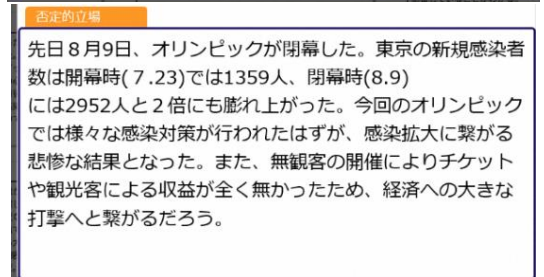 否定的立場
先日８月9日、オリンピックが閉幕した。東京の新規感染者
数は開幕時(７.23)では1359人、閉幕時(8.9)
には2952人と２倍にも膨れ上がった。今回のオリンピック
では様々な感染対策が行われたはずが、感染拡大に繋がる
悲惨な結果となった。また、無観客の開催によりチケット
や観光客による収益が全く無かったため、経済への大きな
打撃へと繋がるだろう。